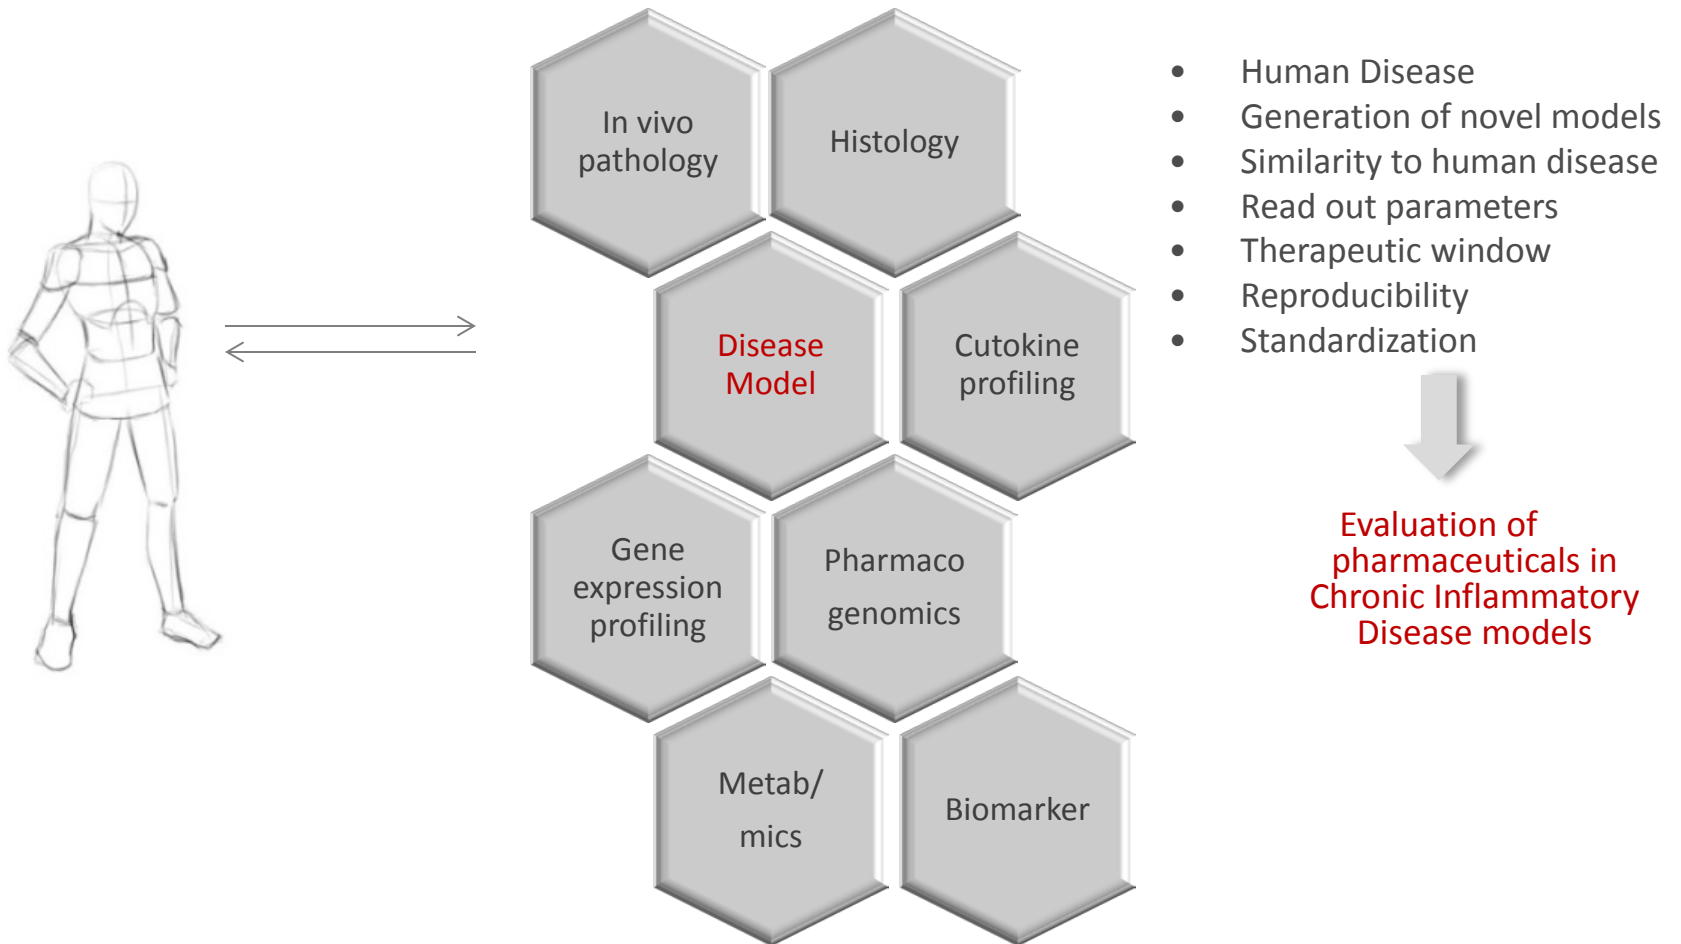 In vivo
pathology
Histology
Disease
Model
Cutokine
profiling
Gene
expression
profiling
Pharmaco
genomics
Metab/
mics
Biomarker
• Human Disease
• Generation of novel models
• Similarity to human disease
• Read out parameters
• Therapeutic window
• Reproducibility
• Standardization
Evaluation of
pharmaceuticals in
Chronic Inflammatory
Disease models